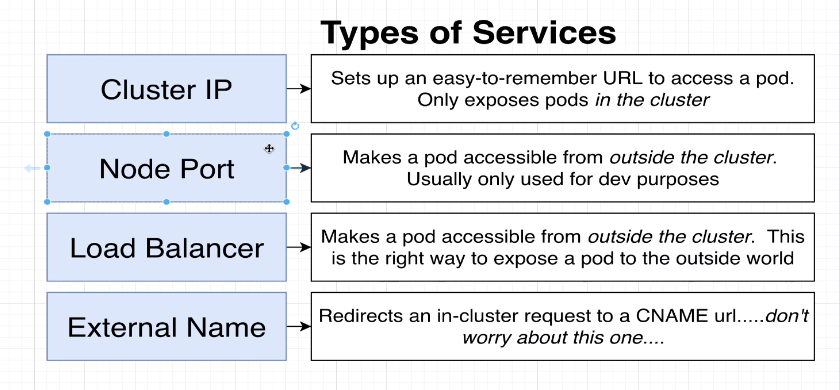 Types of Services
Cluster IP
Sets up an easy-to-remember URL to access a pod.
Only exposes pods in the cluster
Node Port
Makes a pod accessible from outside the cluster.
Usually only used for dev purposes
Load Balancer
Makes a pod accessible from outside the cluster.  This
is the right way to expose a pod to the outside world
External Name
Redirects an in-cluster request to a CNAME url.....don't
worry about this one....